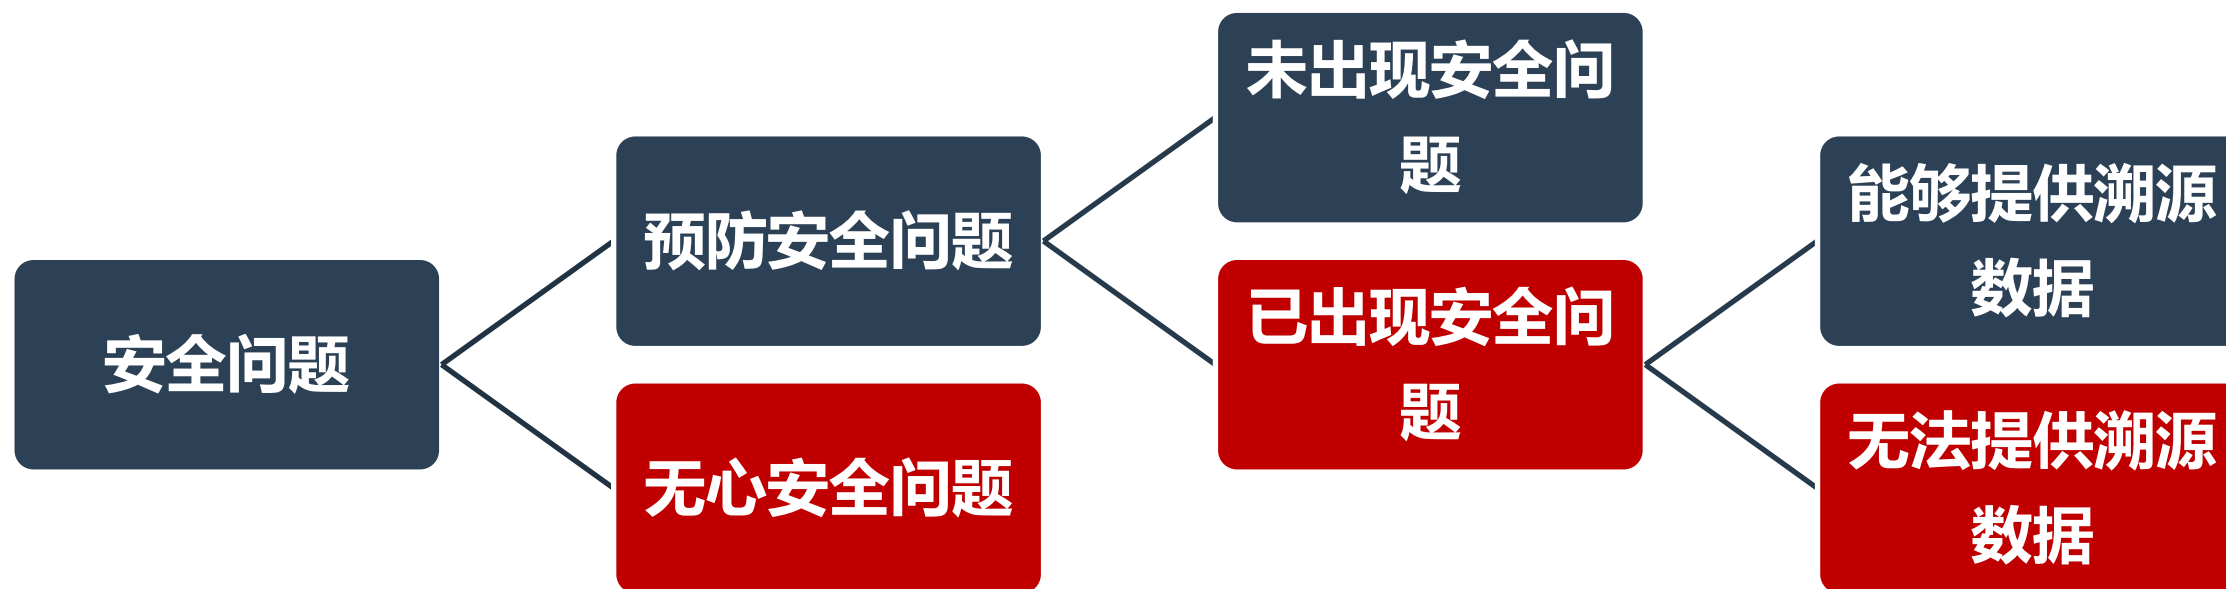 安全问题
预防安全问题
无心安全问题
未出现安全问
题
已出现安全问
题
能够提供溯源
数据
无法提供溯源
数据